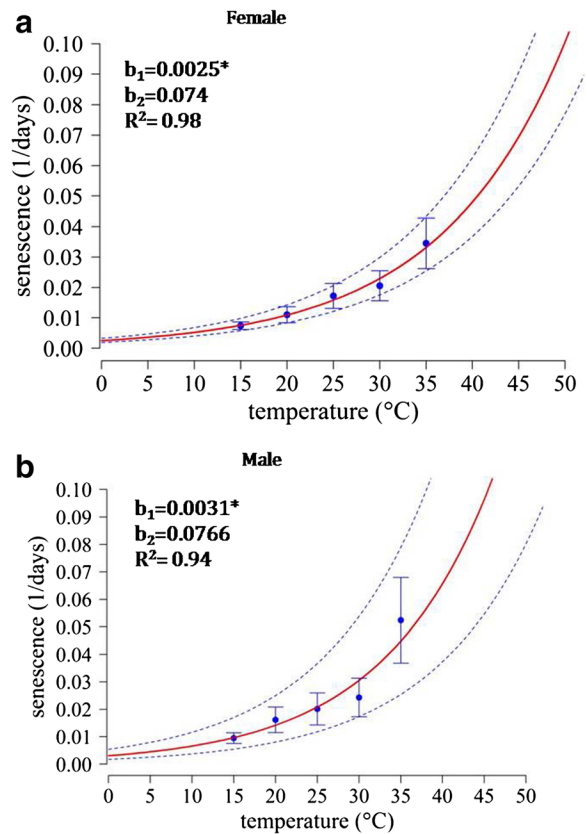 a
Female
b₁=0.0025*
b₂=0.074
R²= 0.98
senescence (1/days)
0.10
0.09
0.08
0.07
0.06
0.05
0.04
0.03
0.02
0.01
0.00
0 5 10 15 20 25 30 35 40 45 50
temperature (°C)
b
Male
b₁=0.0031*
b₂=0.0766
R²= 0.94
senescence (1/days)
0.10
0.09
0.08
0.07
0.06
0.05
0.04
0.03
0.02
0.01
0.00
0 5 10 15 20 25 30 35 40 45 50
temperature (°C)